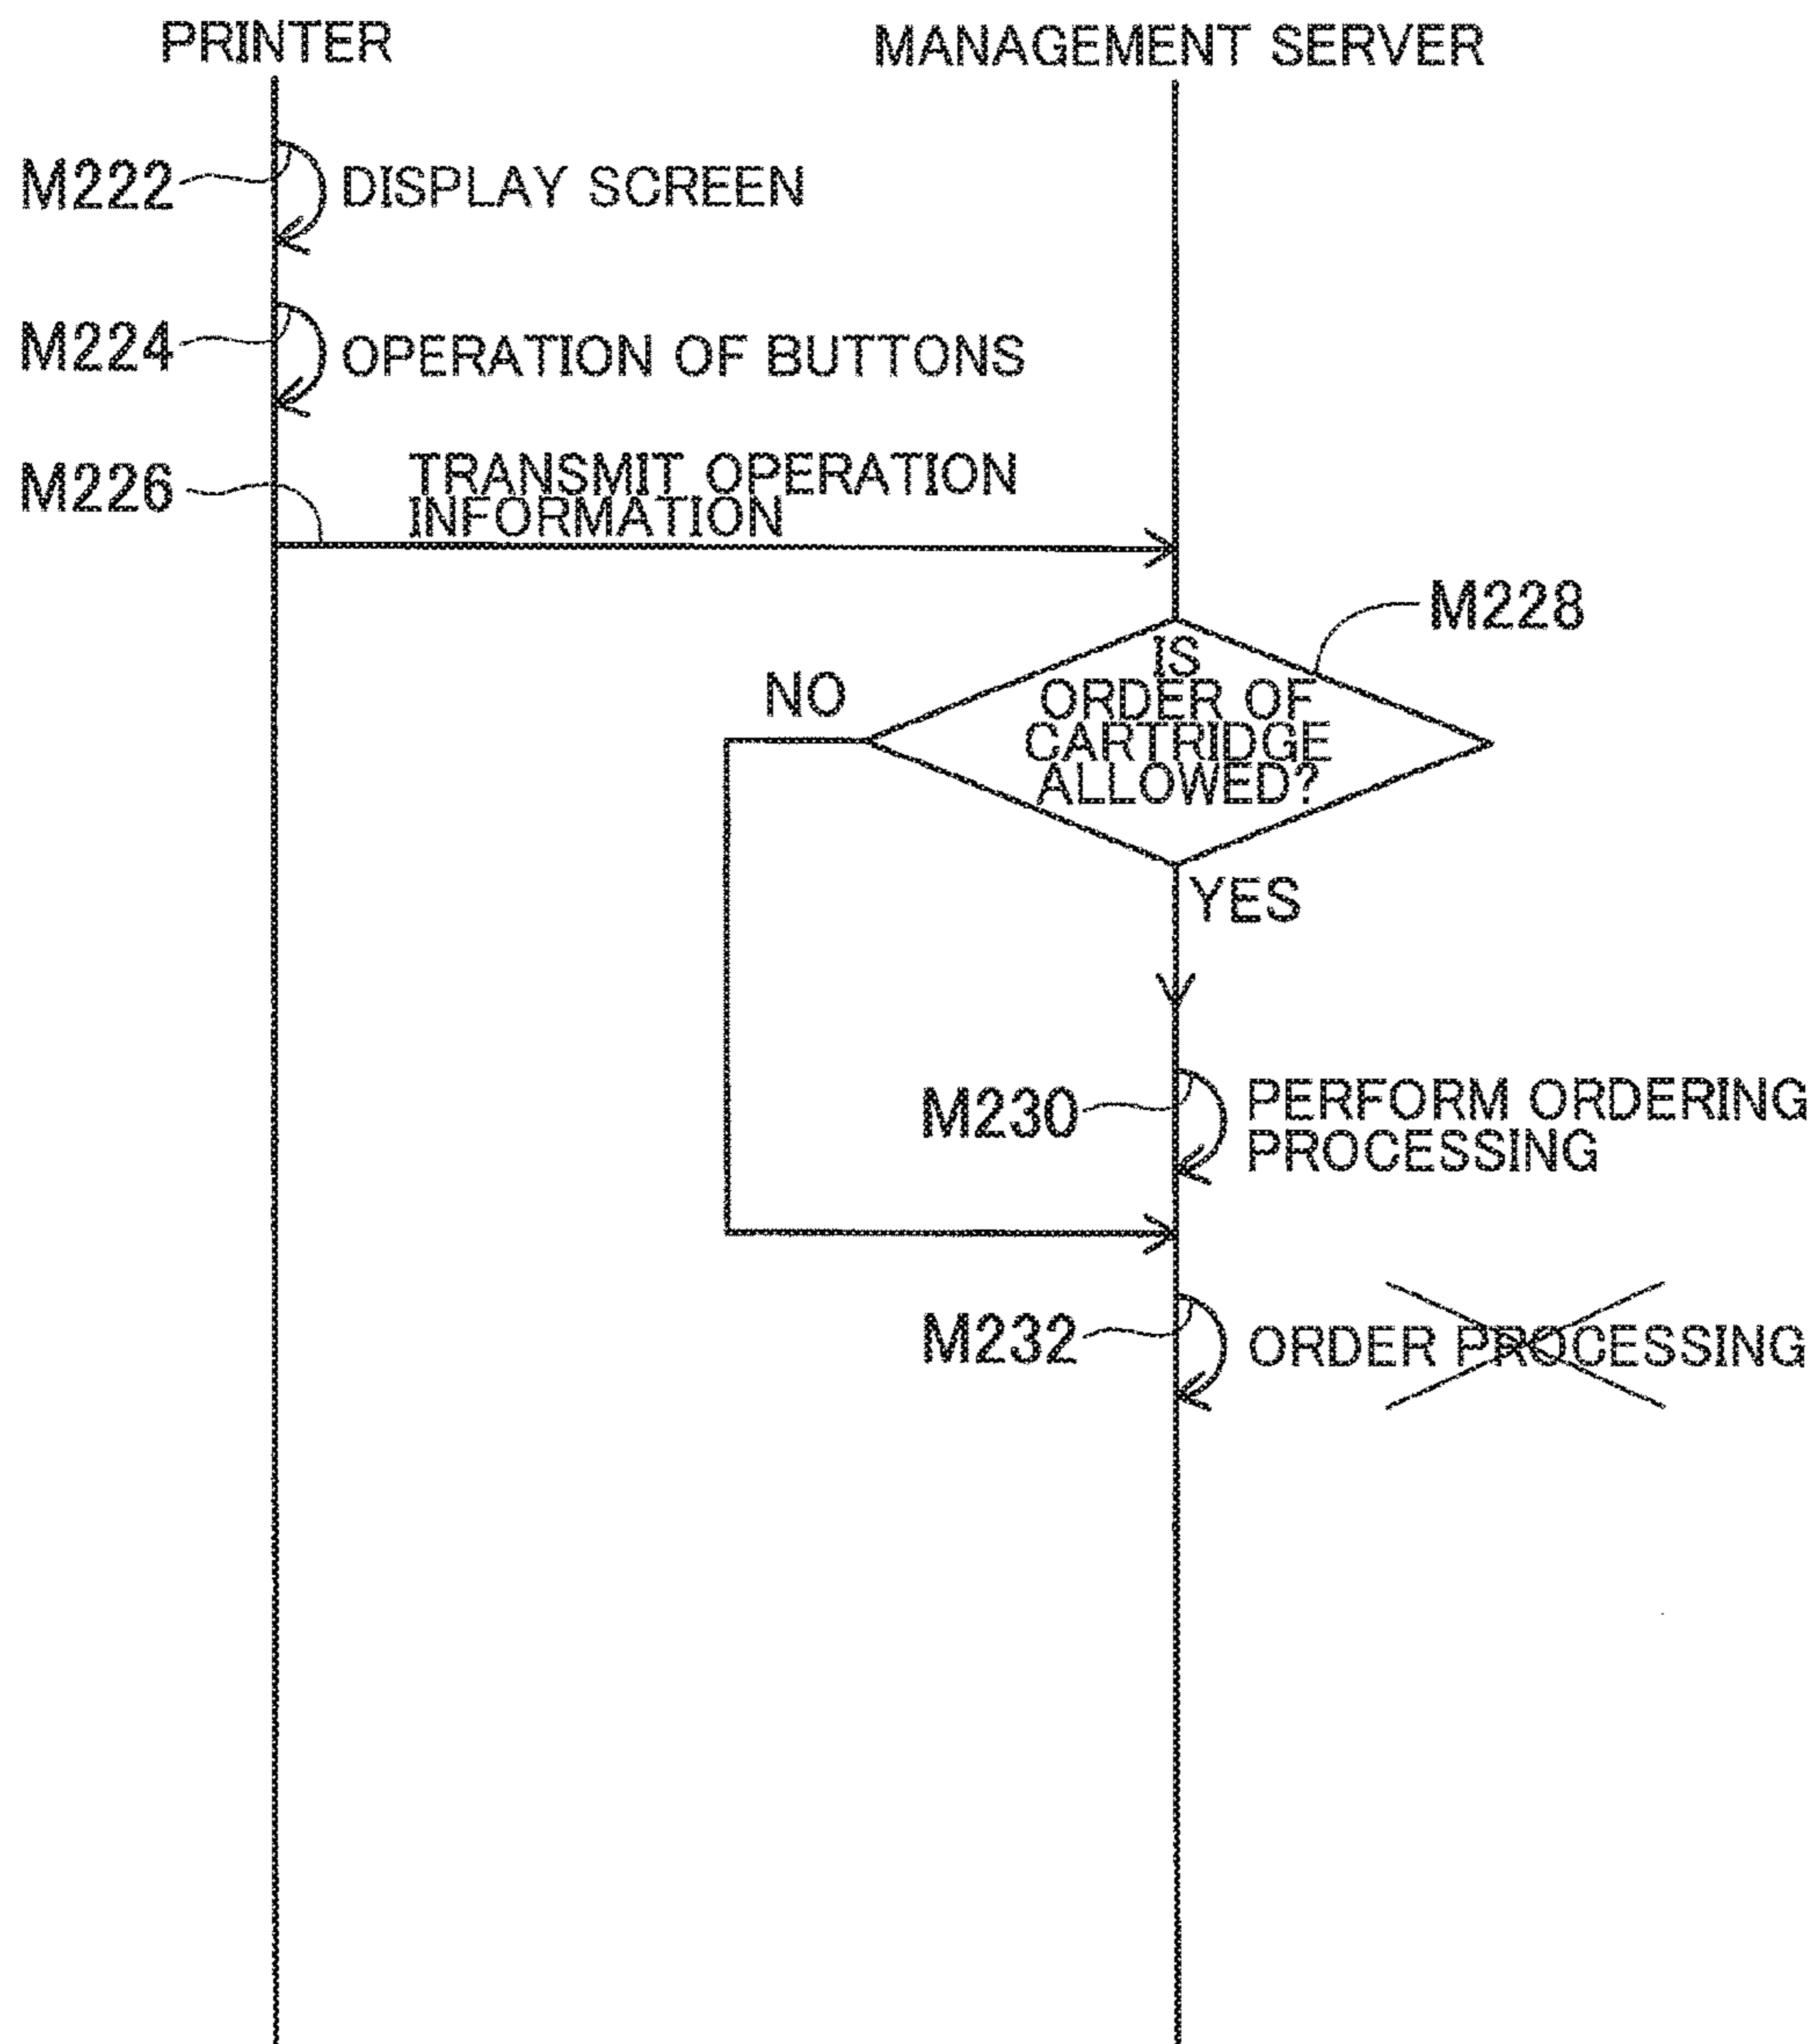 PRINTER
MANAGEMENT SERVER
M222
DISPLAY SCREEN
M224
OPERATION OF BUTTONS
M226
TRANSMIT OPERATION
INFORMATION
M228
IS
ORDER OF
CARTRIDGE
ALLOWED?
NO
YES
M230
PERFORM ORDERING
PROCESSING
M232
ORDER PROCESSING